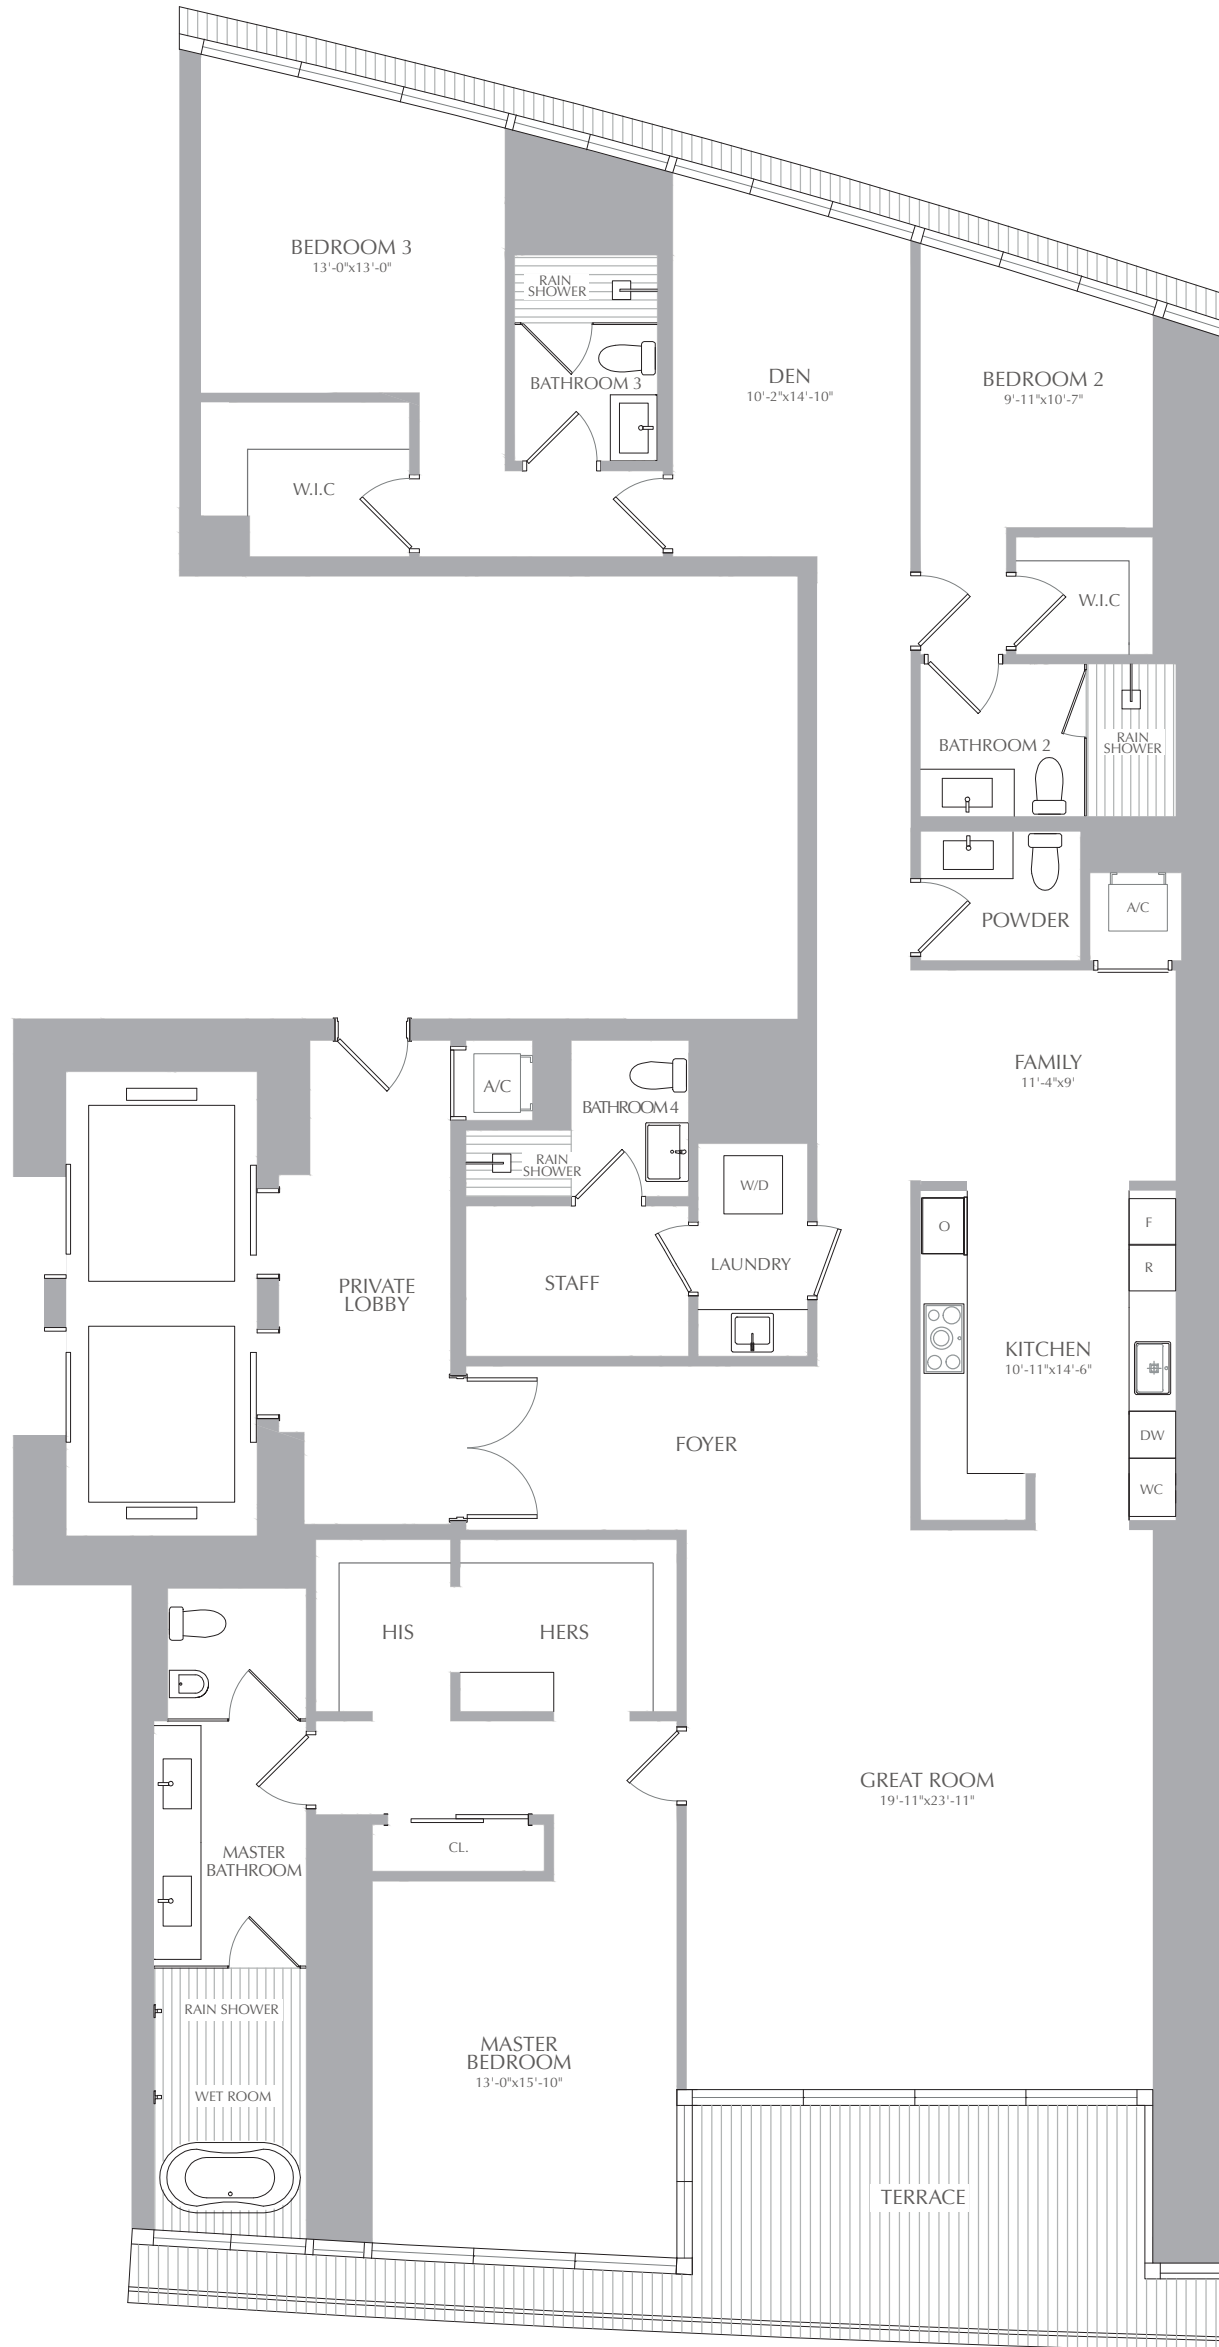 BEDROOM 3
13'-0"x13'-0"
RAIN
SHOWER
BATHROOM 3
DEN
10'-2"x14'-10"
BEDROOM 2
9'-11"x10'-7"
W.I.C
W.I.C
BATHROOM 2
RAIN
SHOWER
POWDER
A/C
FAMILY
11'-4"x9'
A/C
BATHROOM 4
RAIN
SHOWER
W/D
STAFF
LAUNDRY
PRIVATE
LOBBY
O
F
R
KITCHEN
10'-11"x14'-6"
DW
WC
FOYER
HIS
HERS
GREAT ROOM
19'-11"x23'-11"
CL.
MASTER
BATHROOM
RAIN SHOWER
WET ROOM
MASTER
BEDROOM
13'-0"x15'-10"
TERRACE